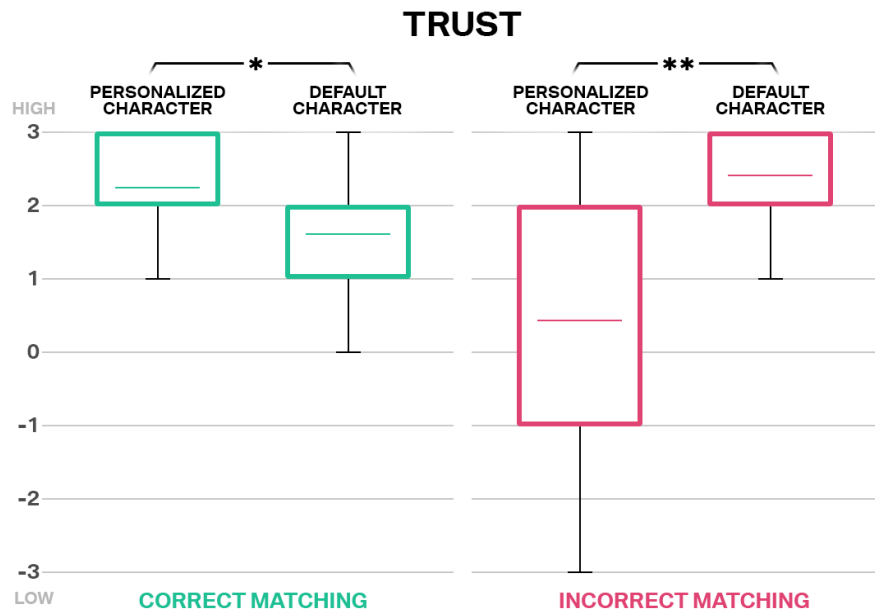 TRUST
* **
PERSONALIZED DEFAULT PERSONALIZED DEFAULT
CHARACTER CHARACTER CHARACTER CHARACTER
HIGH
3
2
1
0
-1
-2
-3
LOW
CORRECT MATCHING INCORRECT MATCHING